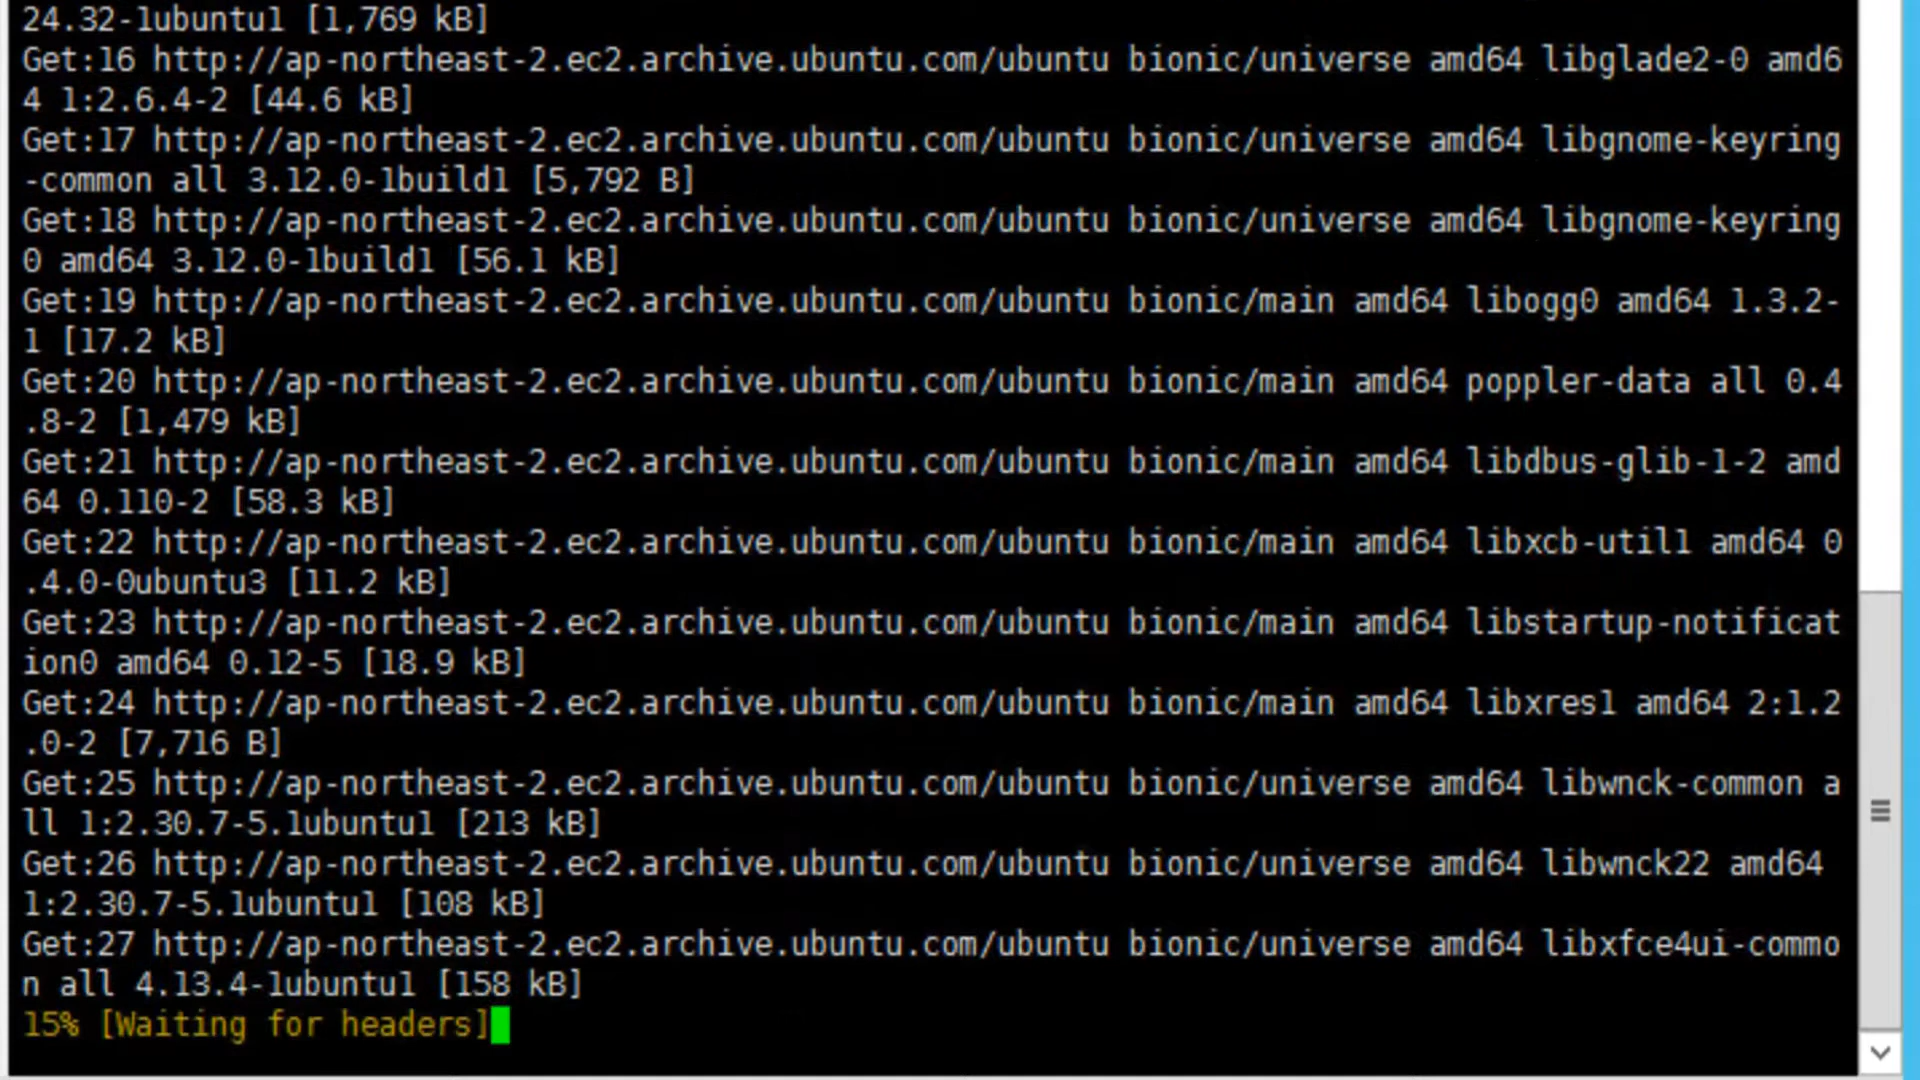 24.32-1ubuntu1 [1,769 kB]
Get:16 http://ap-northeast-2.ec2.archive.ubuntu.com/ubuntu bionic/universe amd64 libglade2-0 amd6
4 1:2.6.4-2 [44.6 kB]
Get:17 http://ap-northeast-2.ec2.archive.ubuntu.com/ubuntu bionic/universe amd64 libgnome-keyring
-common all 3.12.0-1build1 [5,792 B]
Get:18 http://ap-northeast-2.ec2.archive.ubuntu.com/ubuntu bionic/universe amd64 libgnome-keyring
0 amd64 3.12.0-1build1 [56.1 kB]
Get:19 http://ap-northeast-2.ec2.archive.ubuntu.com/ubuntu bionic/main amd64 libogg0 amd64 1.3.2-
1 [17.2 kB]
Get:20 http://ap-northeast-2.ec2.archive.ubuntu.com/ubuntu bionic/main amd64 poppler-data all 0.4
.8-2 [1,479 kB]
Get:21 http://ap-northeast-2.ec2.archive.ubuntu.com/ubuntu bionic/main amd64 libdbus-glib-1-2 amd
64 0.110-2 [58.3 kB]
Get:22 http://ap-northeast-2.ec2.archive.ubuntu.com/ubuntu bionic/main amd64 libxcb-util1 amd64 0
.4.0-0ubuntu3 [11.2 kB]
Get:23 http://ap-northeast-2.ec2.archive.ubuntu.com/ubuntu bionic/main amd64 libstartup-notificat
ion0 amd64 0.12-5 [18.9 kB]
Get:24 http://ap-northeast-2.ec2.archive.ubuntu.com/ubuntu bionic/main amd64 libxres1 amd64 2:1.2
.0-2 [7,716 B]
Get:25 http://ap-northeast-2.ec2.archive.ubuntu.com/ubuntu bionic/universe amd64 libwnck-common a
ll 1:2.30.7-5.1ubuntu1 [213 kB]
Get:26 http://ap-northeast-2.ec2.archive.ubuntu.com/ubuntu bionic/universe amd64 libwnck22 amd64
1:2.30.7-5.1ubuntu1 [108 kB]
Get:27 http://ap-northeast-2.ec2.archive.ubuntu.com/ubuntu bionic/universe amd64 libxfce4ui-commo
n all 4.13.4-1ubuntu1 [158 kB]
15% [Waiting for headers]